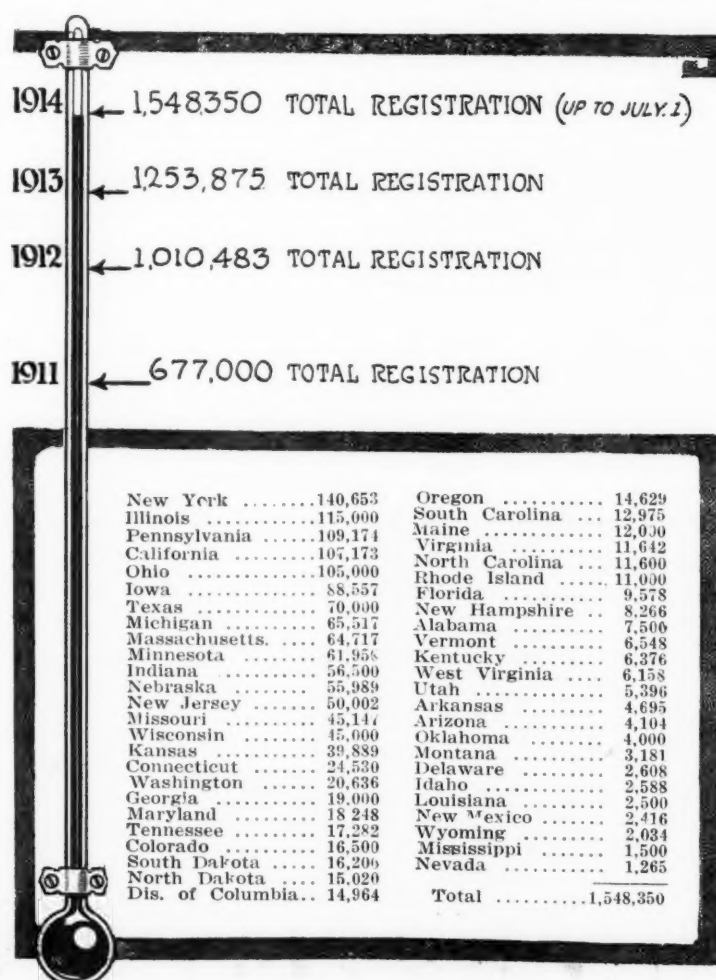 1914 1,548,350 TOTAL REGISTRATION (UP TO JULY.1.)
1913 1,253,875 TOTAL REGISTRATION
1912 1,010,483 TOTAL REGISTRATION
1911 677,000 TOTAL REGISTRATION
New York ........140,653
Illinois .............115,000
Pennsylvania .......109,174
California .........107,173
Ohio ..............105,000
Iowa .............. 88,557
Texas ............. 70,000
Michigan .......... 65,517
Massachusetts. .... 64,717
Minnesota ......... 61,956
Indiana ........... 56,500
Nebraska ......... 55,989
New Jersey ....... 50,002
Missouri .......... 45,147
Wisconsin ......... 45,000
Kansas ............ 39,889
Connecticut ....... 24,530
Washington ....... 20,636
Georgia ........... 19,000
Maryland ......... 18 248
Tennessee ......... 17,282
Colorado .......... 16,500
South Dakota ..... 16,206
North Dakota .... 15,020
Dis. of Columbia.. 14,964
Oregon ........... 14,629
South Carolina ... 12,975
Maine ............ 12,000
Virginia .......... 11,642
North Carolina ... 11,600
Rhode Island ...... 11,000
Florida ........... 9,578
New Hampshire .. 8,266
Alabama .......... 7,500
Vermont .......... 6,548
Kentucky ......... 6,376
West Virginia .... 6,158
Utah .............. 5,396
Arkansas ......... 4,695
Arizona ........... 4,104
Oklahoma ......... 4,000
Montana .......... 3,181
Delaware ......... 2,608
Idaho ............. 2,588
Louisiana ......... 2,500
New Mexico ...... 2,416
Wyoming ......... 2,034
Mississippi ........ 1,500
Nevada ........... 1,265
Total ..........1,548,350